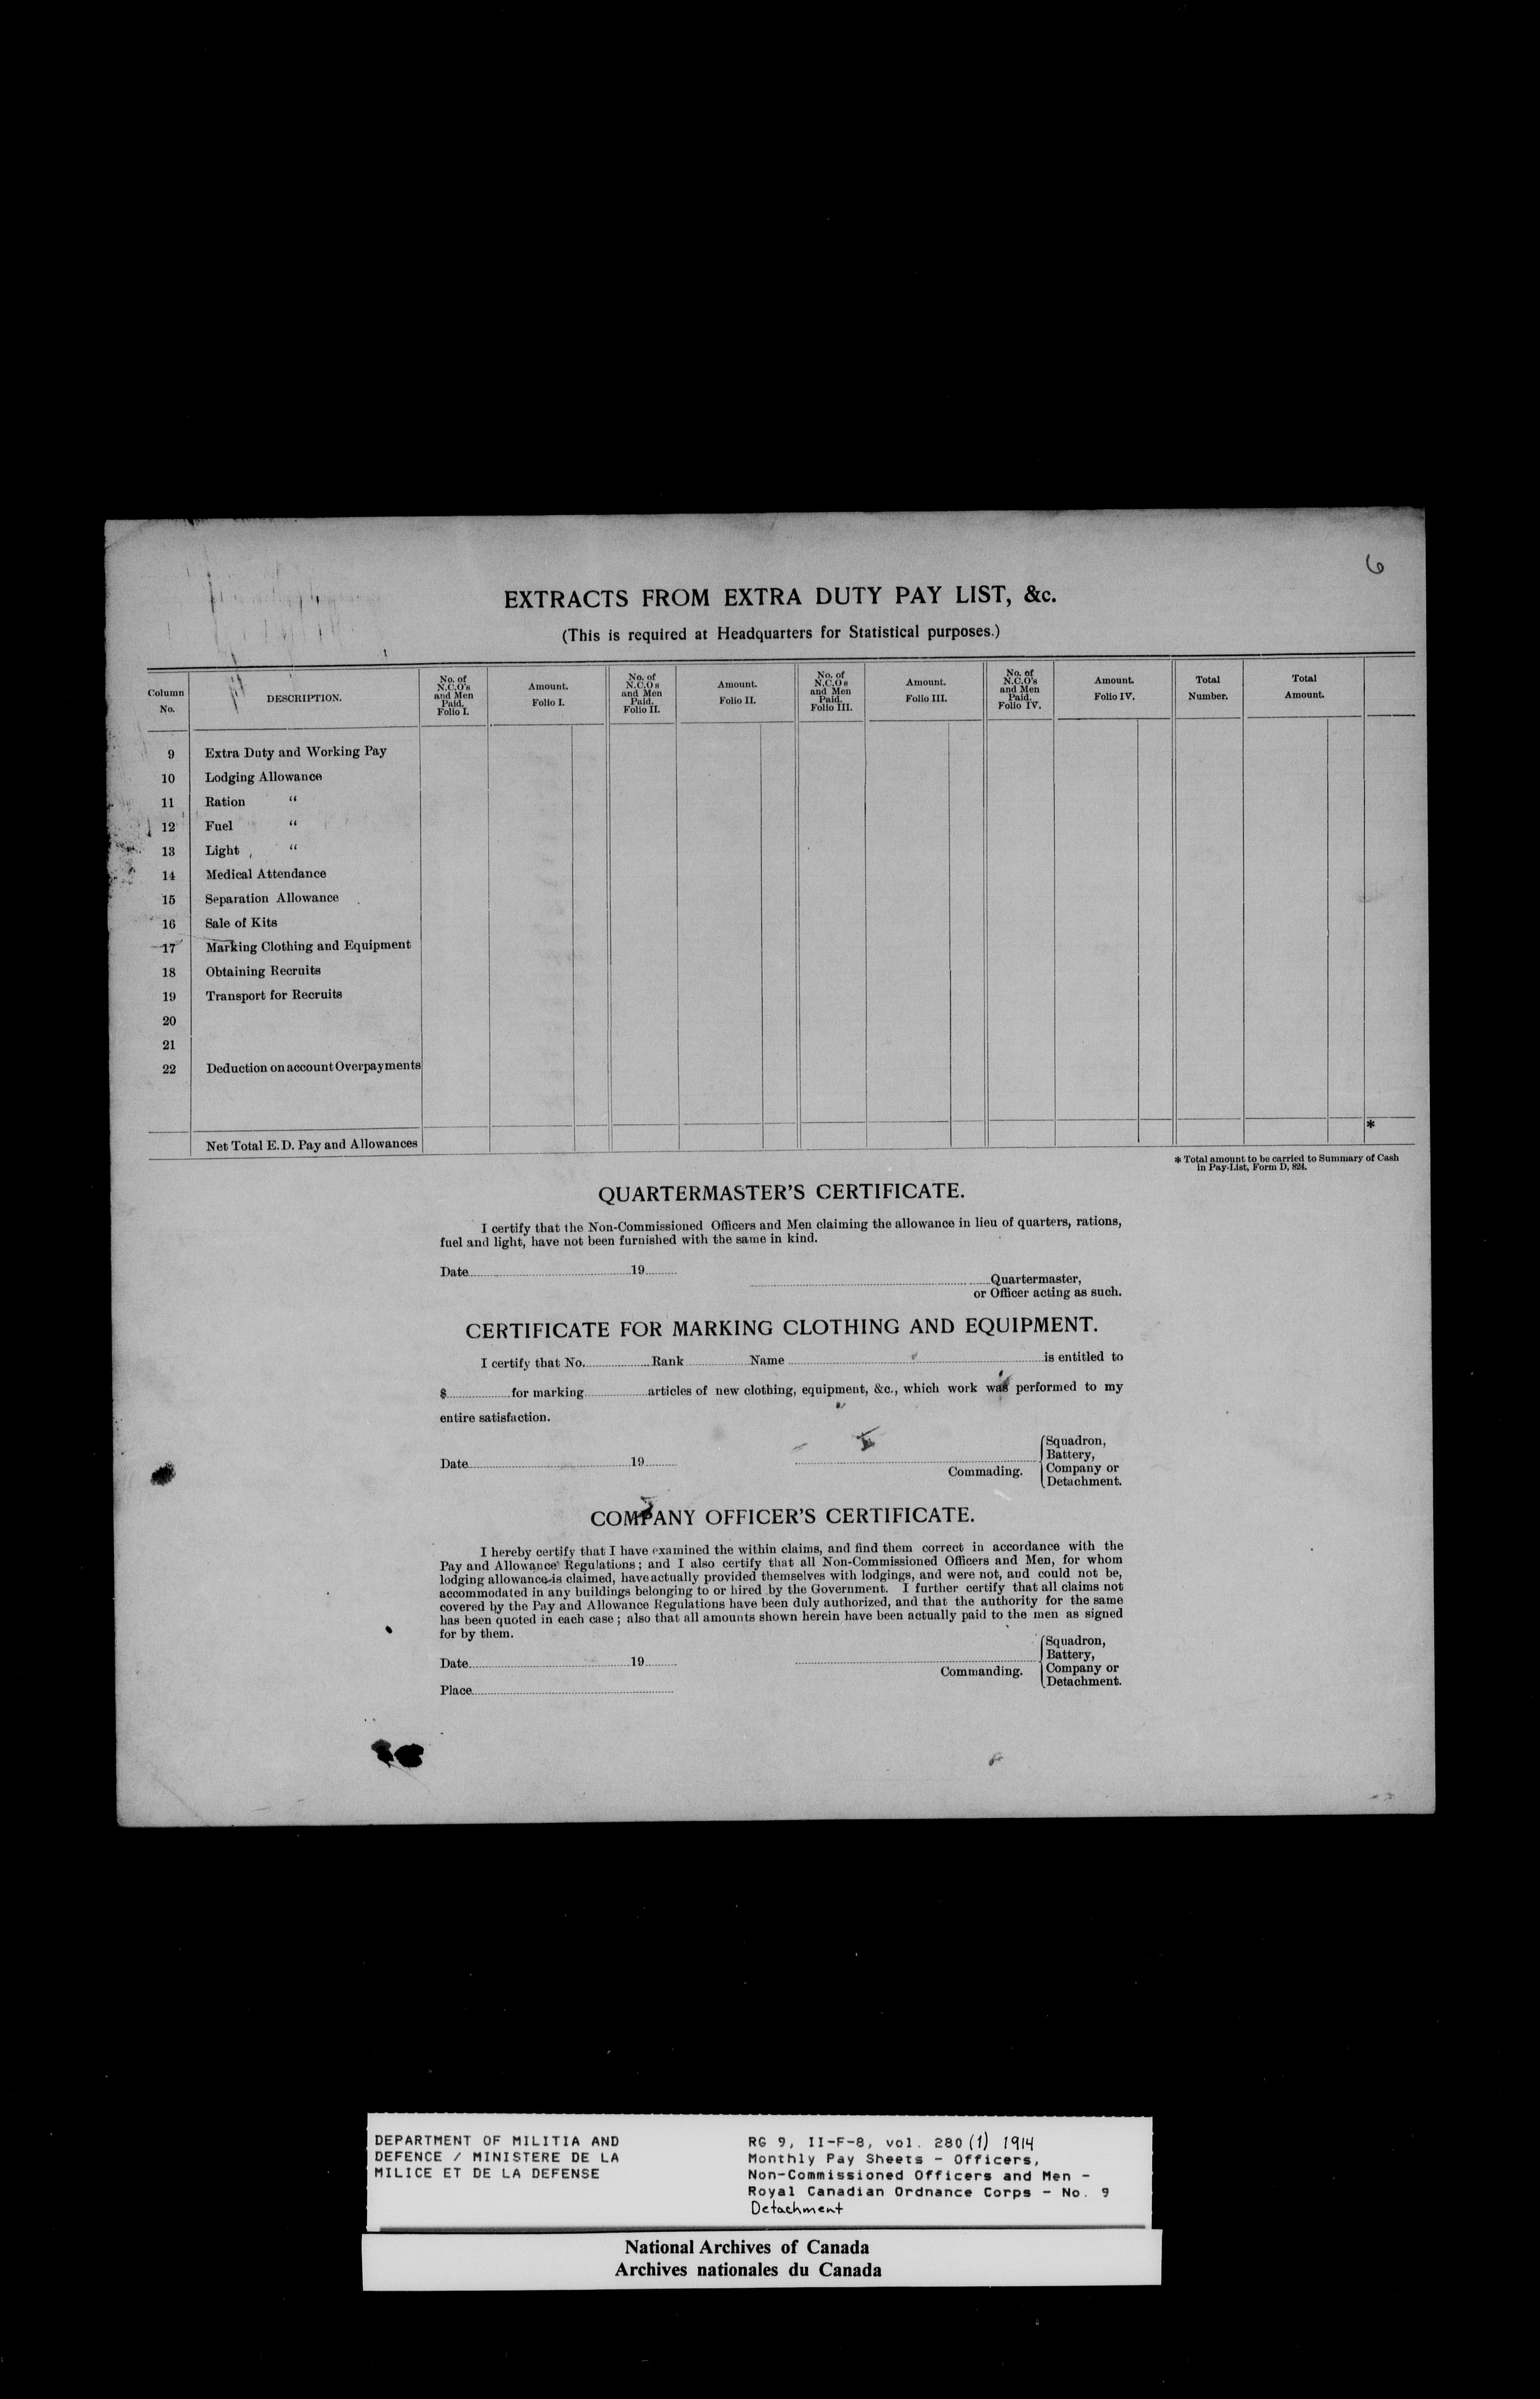 6
EXTRACTS FROM EXTRA DUTY PAY LIST, &c.
(This is required at Headquarters for Statistical purposes.)
Column No. DESCRIPTION. No. of N.C.O's and Men Paid. Folio I. Amount. Folio I. No. of N.C.O s and Men Paid. Folio II. Amount. Folio II. No. of N.C.O s and Men Paid. Folio III. Amount. Folio III. No. of N.C.O's and Men Paid. Folio IV. Amount. Folio IV. Total Number. Total Amount.
9 Extra Duty and Working Pay
10 Lodging Allowance
11 Ration “
12 Fuel “
13 Light “
14 Medical Attendance
15 Separation Allowance
16 Sale of Kits
17 Marking Clothing and Equipment
18 Obtaining Recruits
19 Transport for Recruits
20
21
22 Deduction on account Overpayments
*
Net Total E.D. Pay and Allowances
* Total amount to be carried to Summary of Cash
in Pay-List, Form D, 824.
QUARTERMASTER'S CERTIFICATE.
I certify that the Non-Commissioned Officers and Men claiming the allowance in lieu of quarters, rations,
fuel and light, have not been furnished with the same in kind.
Date 19
Quartermaster,
or Officer acting as such.
CERTIFICATE FOR MARKING CLOTHING AND EQUIPMENT.
I certify that No. Rank Name is entitled to
$ for marking articles of new clothing, equipment, &c., which work was performed to my
entire satisfaction.
Date 19
Commading.
Squadron,
Battery,
Company or
Detachment.
COMPANY OFFICER'S CERTIFICATE.
I hereby certify that I have examined the within claims, and find them correct in accordance with the
Pay and Allowance Regulations; and I also certify that all Non-Commissioned Officers and Men, for whom
lodging allowance is claimed, have actually provided themselves with lodgings, and were not, and could not be,
accommodated in any buildings belonging to or hired by the Government. I further certify that all claims not
covered by the Pay and Allowance Regulations have been duly authorized, and that the authority for the same
has been quoted in each case; also that all amounts shown herein have been actually paid to the men as signed
for by them.
Date 19
Place
Commanding.
Squadron,
Battery,
Company or
Detachment.
DEPARTMENT OF MILITIA AND
DEFENCE / MINISTERE DE LA
MILICE ET DE LA DEFENSE
RG 9, II-F-8, vol. 280 (1) 1914
Monthly Pay Sheets - Officers,
Non-Commissioned Officers and Men -
Royal Canadian Ordnance Corps - No. 9
Detachment
National Archives of Canada
Archives nationales du Canada